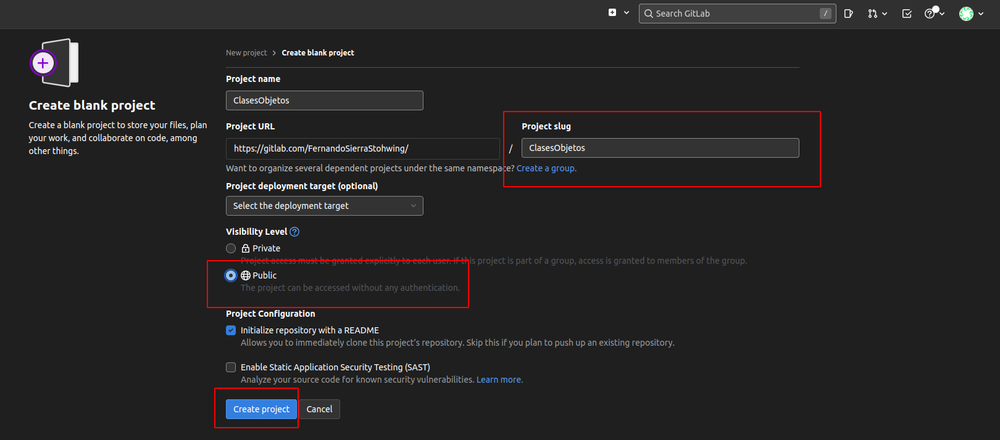 Search GitLab /
New project > Create blank project
Create blank project
Create a blank project to store your files, plan
your work, and collaborate on code, among
other things.
Project name
ClasesObjetos
Project URL
https://gitlab.com/FernandoSierraStohwing/
/
Project slug
ClasesObjetos
Want to organize several dependent projects under the same namespace? Create a group.
Project deployment target (optional)
Select the deployment target
Visibility Level
Private
Project access must be granted explicitly to each user. If this project is part of a group, access is granted to members of the group.
Public
The project can be accessed without any authentication.
Project Configuration
Initialize repository with a README
Allows you to immediately clone this project’s repository. Skip this if you plan to push up an existing repository.
Enable Static Application Security Testing (SAST)
Analyze your source code for known security vulnerabilities. Learn more.
Create project Cancel